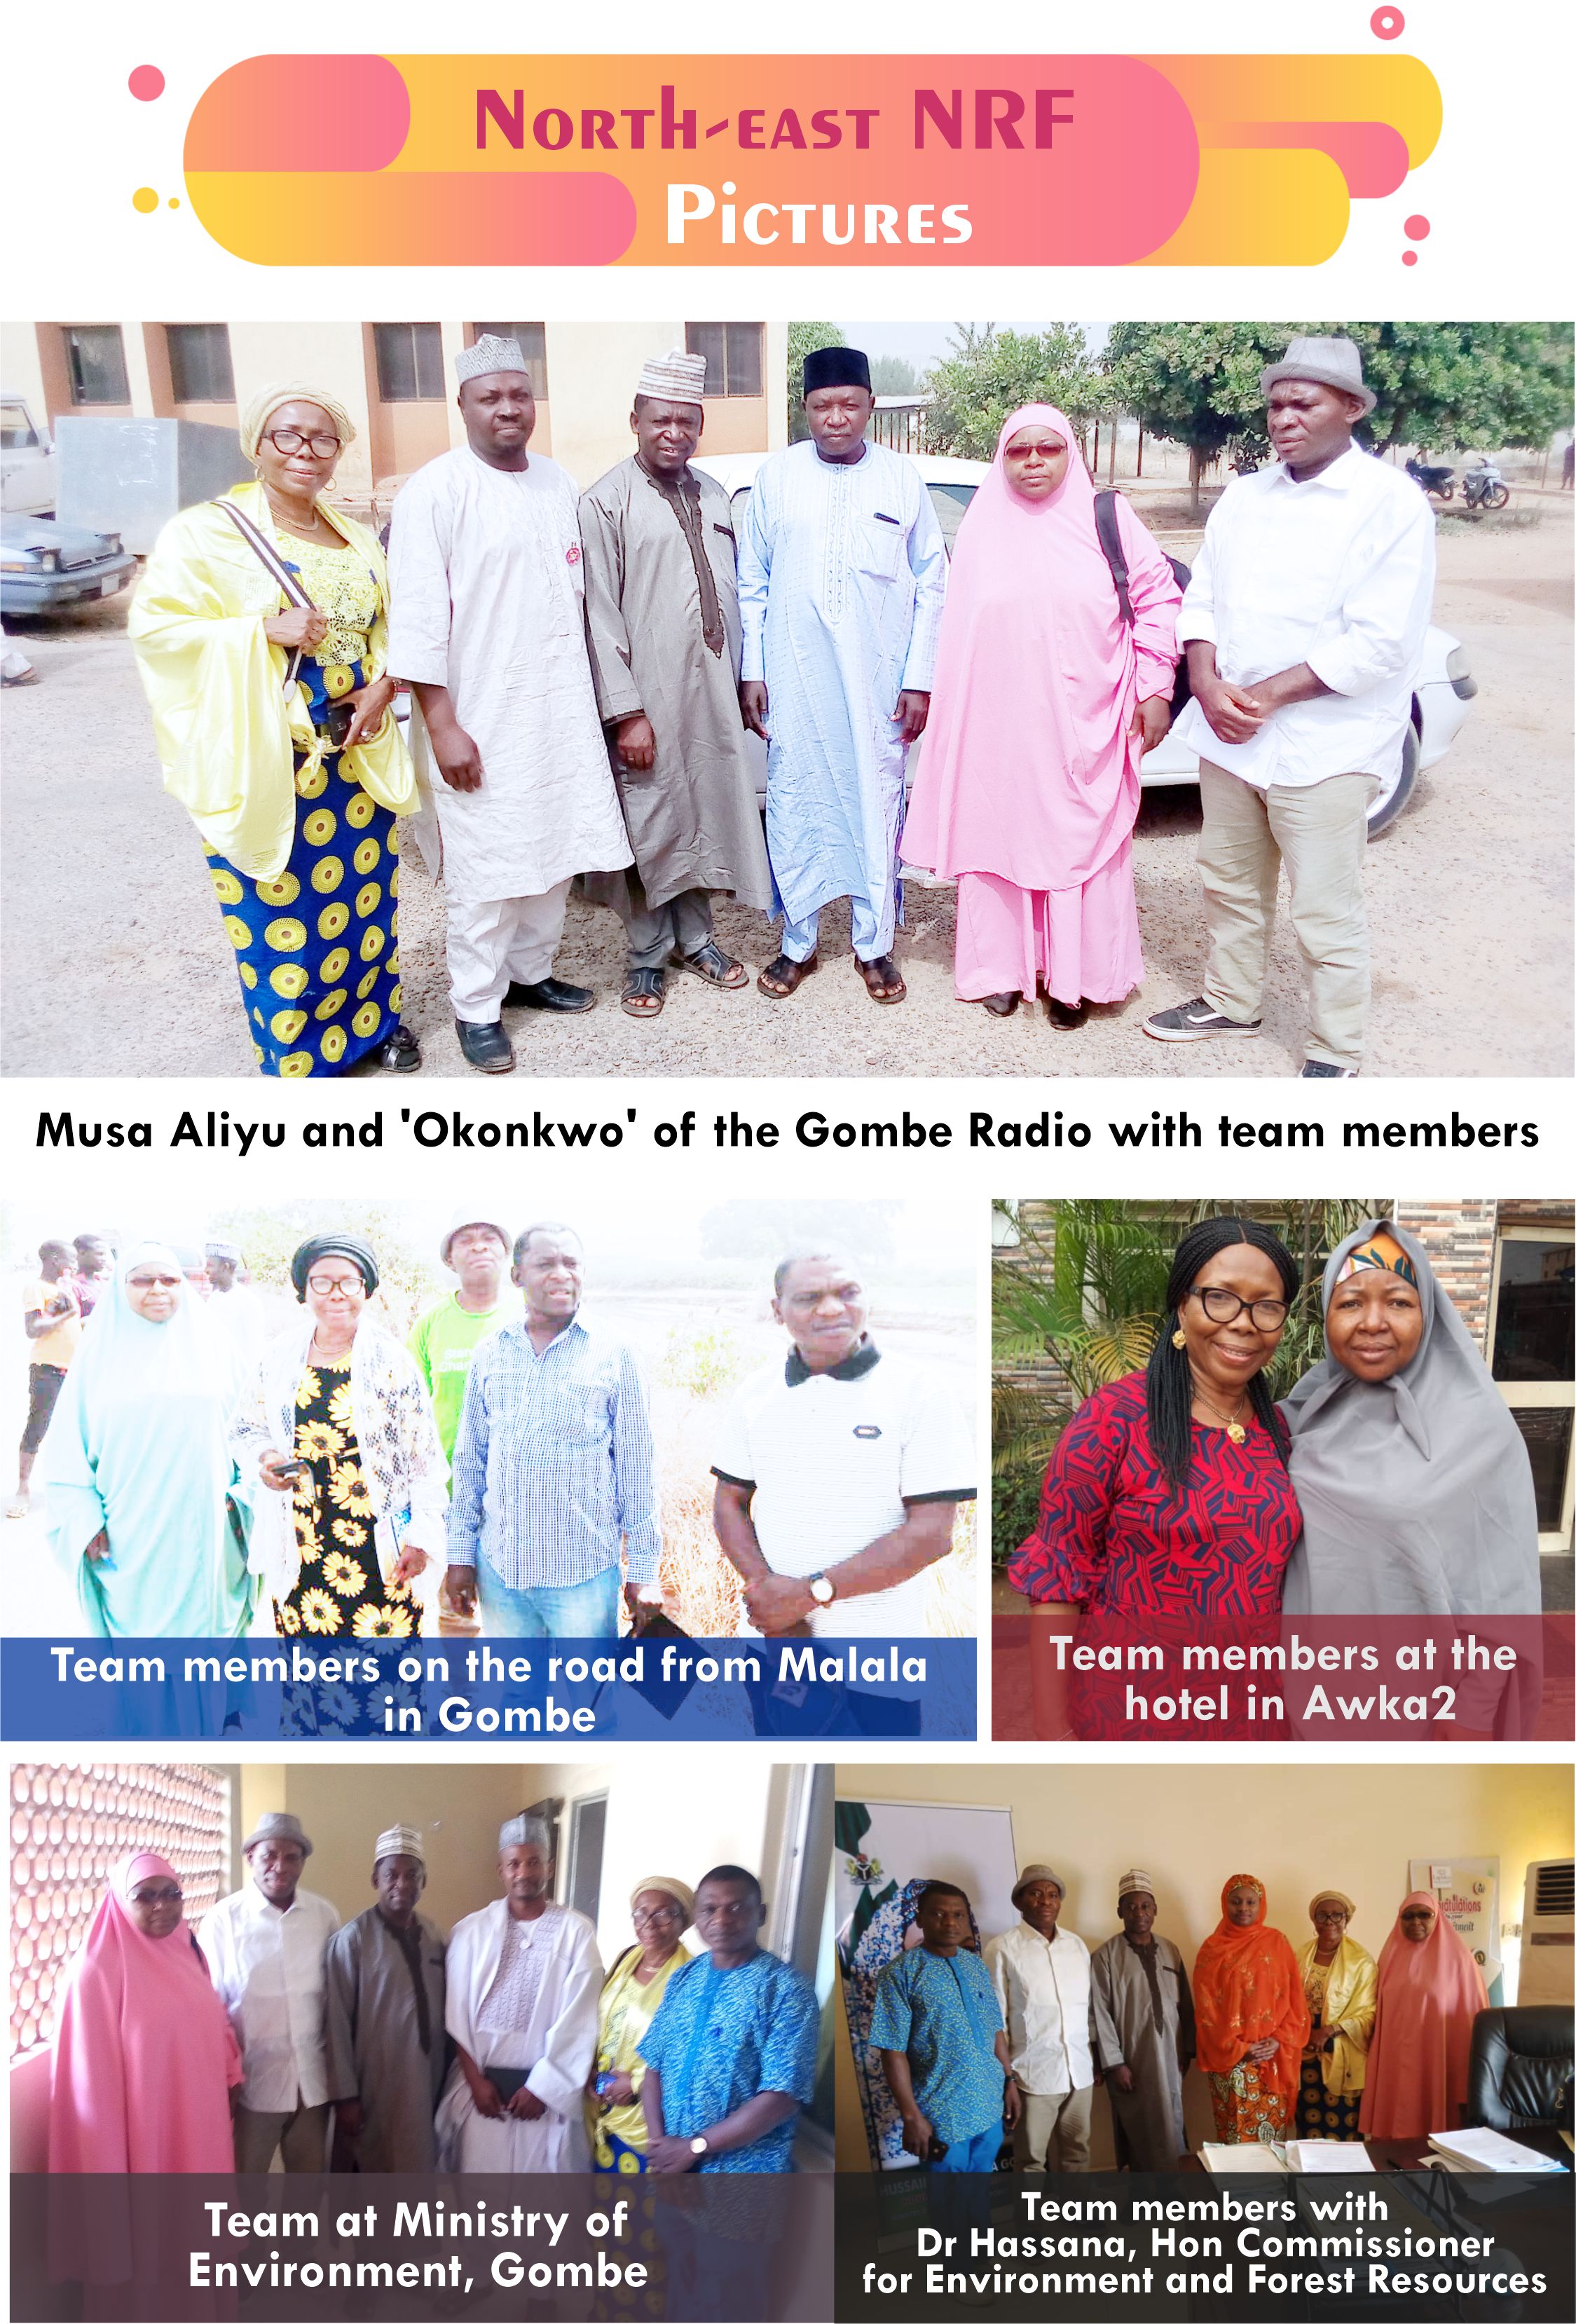 North-east NRF
Pictures
Musa Aliyu and 'Okonkwo' of the Gombe Radio with team members
Team members on the road from Malala
in Gombe
Team members at the
hotel in Awka2
Team at Ministry of
Environment, Gombe
Team members with
Dr Hassana, Hon Commissioner
for Environment and Forest Resources